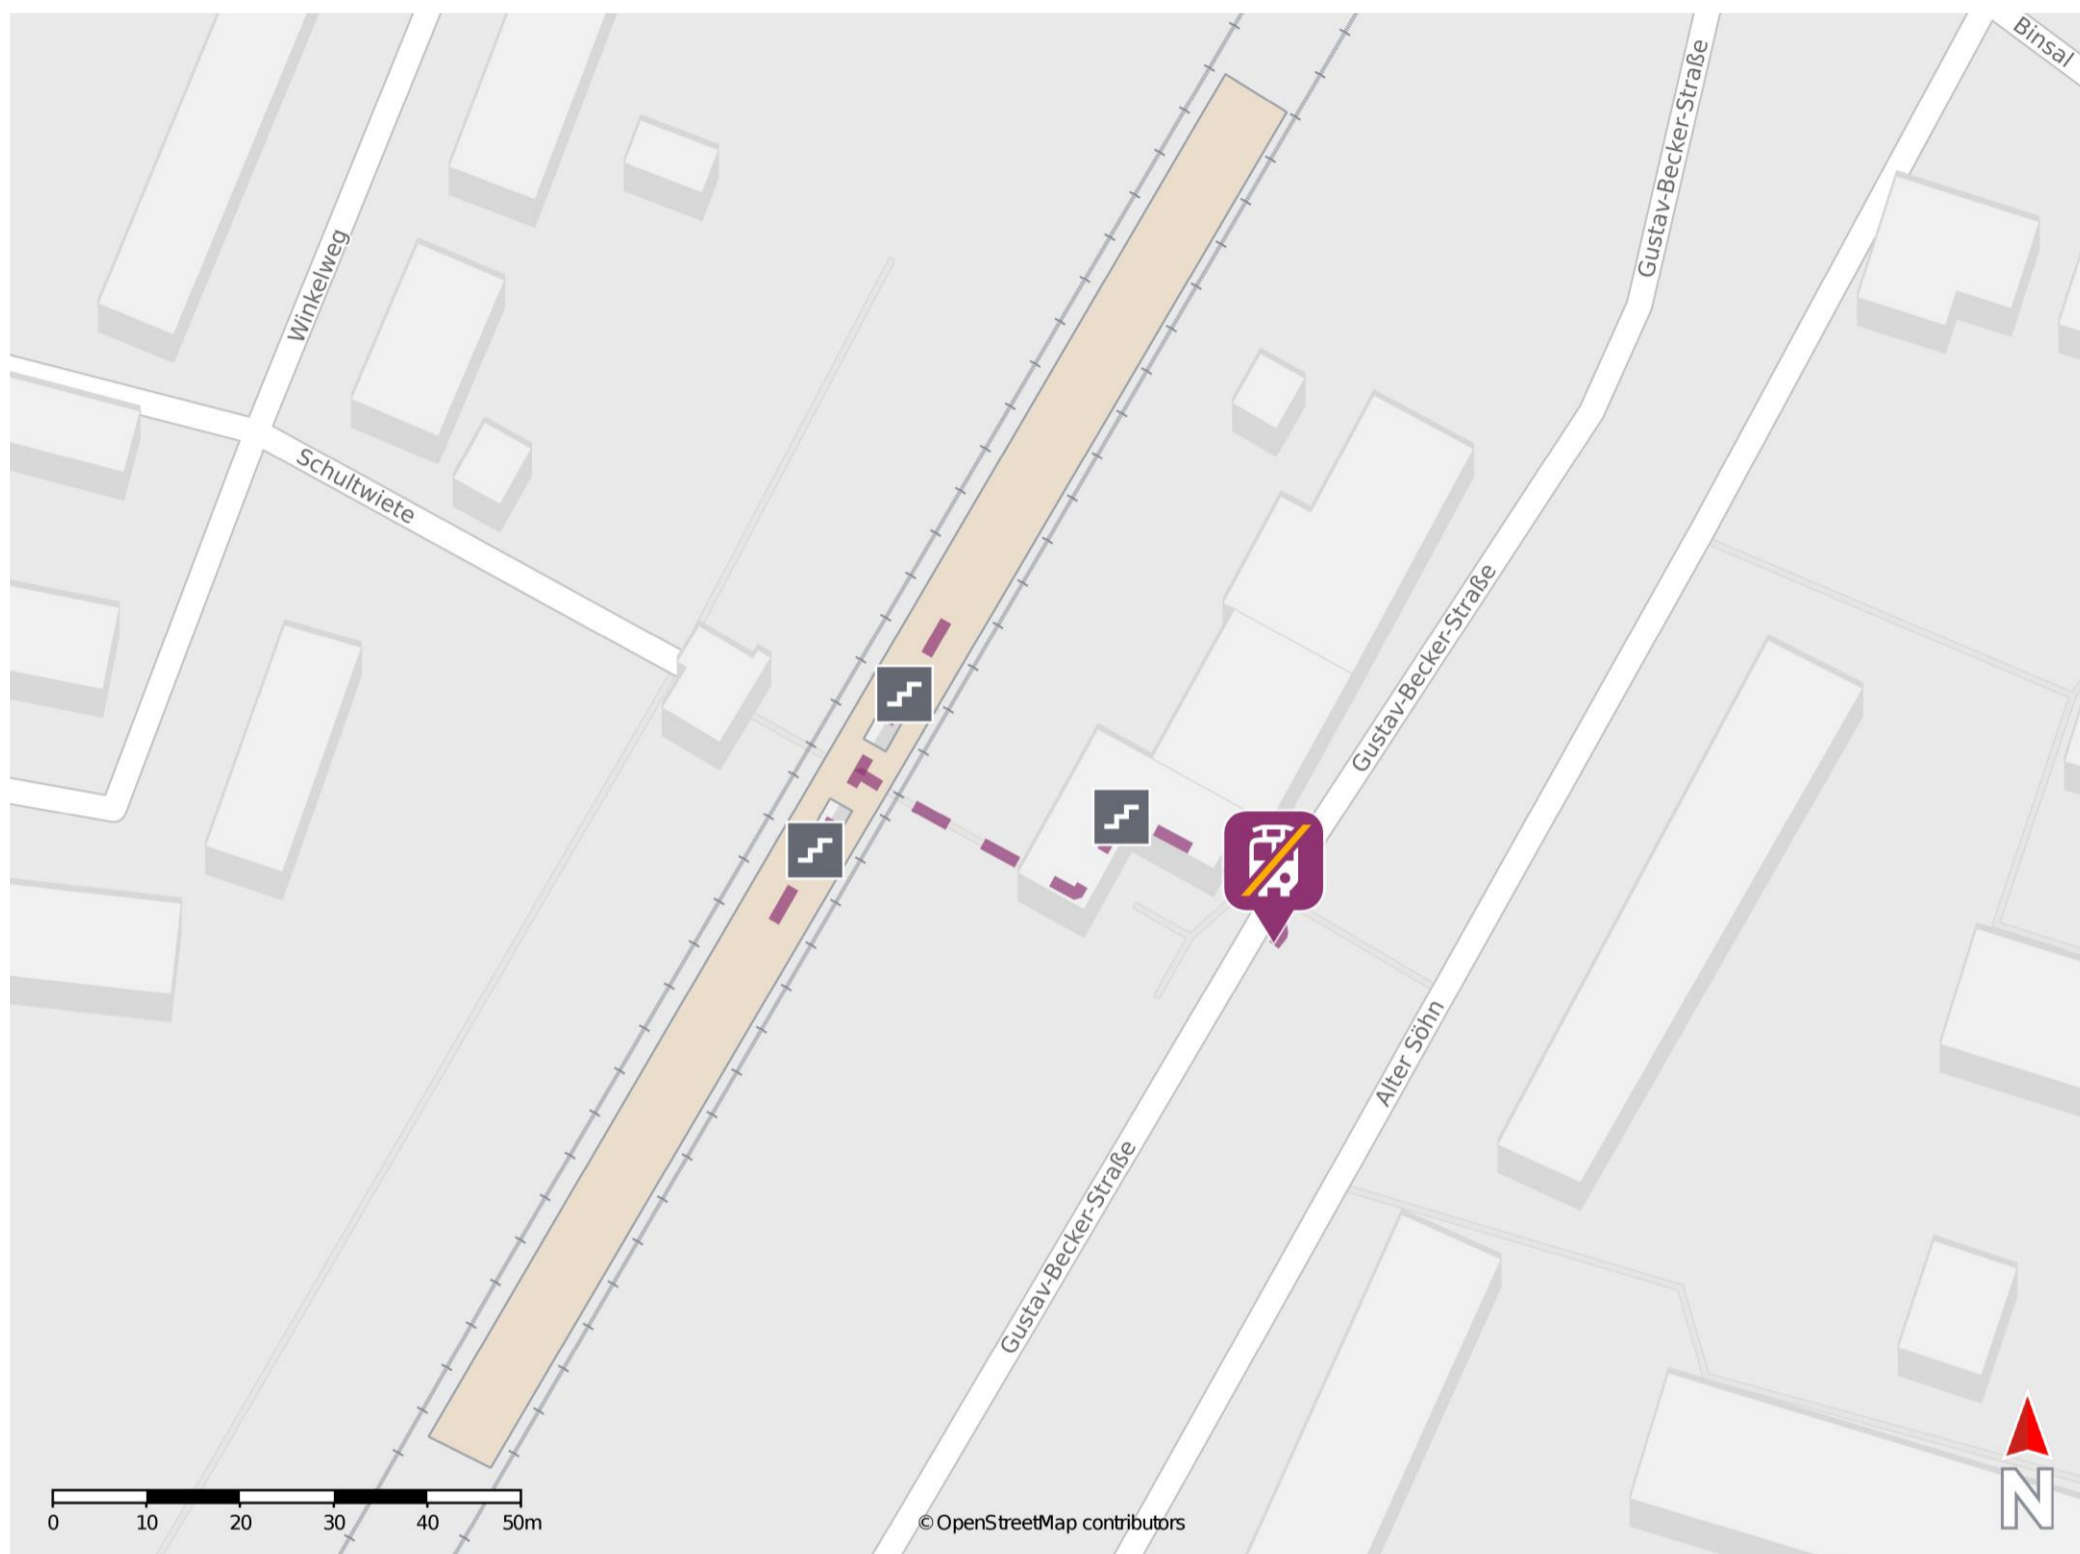 Binsal
Gustav-Becker-Straße
Winkelweg
Schultwiete
Gustav-Becker-Straße
Alter Söhn
Gustav-Becker-Straße
N
0 10 20 30 40 50m
© OpenStreetMap contributors